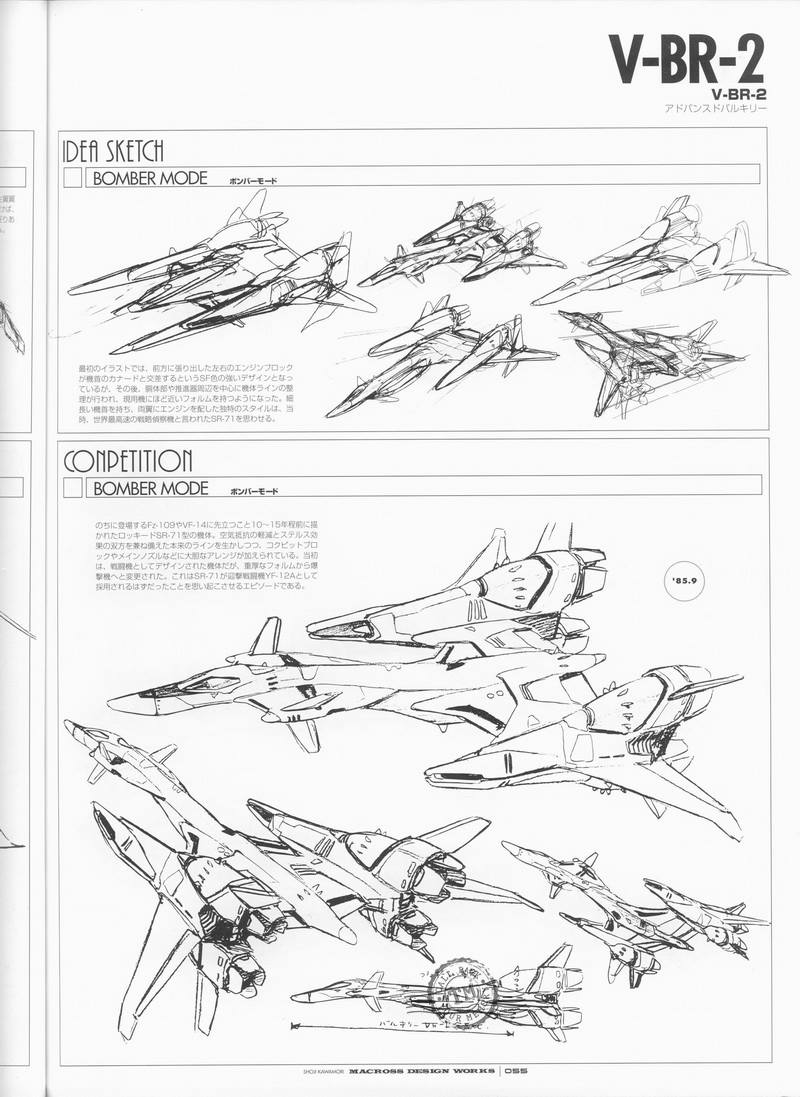 V-BR-2
V-BR-2
アドバンスドバルキリー
IDEA SKETCH
BOMBER MODE ボンバーモード
最初のイラストでは、前方に張り出した左右のエンジンブロック
が機首のカナードと交差するというSF色の強いデザインとなっ
ているが、その後、胴体部や推進器周辺を中心に機体ラインの整
理が行われ、現用機にほど近いフォルムを持つようになった。細
長い機首を持ち、両翼にエンジンを配した独特のスタイルは、当
時、世界最高速の戦略偵察機と言われたSR-71を思わせる。
CONPETITION
BOMBER MODE ボンバーモード
のちに登場するFz-109やVF-14に先立つこと10〜15年程前に描
かれたロッキードSR-71型の機体。空気抵抗の軽減とステルス効
果の双方を兼ね備えた本来のラインを生かしつつ、コクピットブロ
ックやメインノズルなどに大胆なアレンジが加えられている。当初
は、戦闘機としてデザインされた機体だが、重厚なフォルムから爆
撃機へと変更された。これはSR-71が迎撃戦闘機YF-12Aとして
採用されるはずだったことを思い起こさせるエピソードである。
'85.9
バルキリー
SHOJI KAWAMORI MACROSS DESIGN WORKS 055